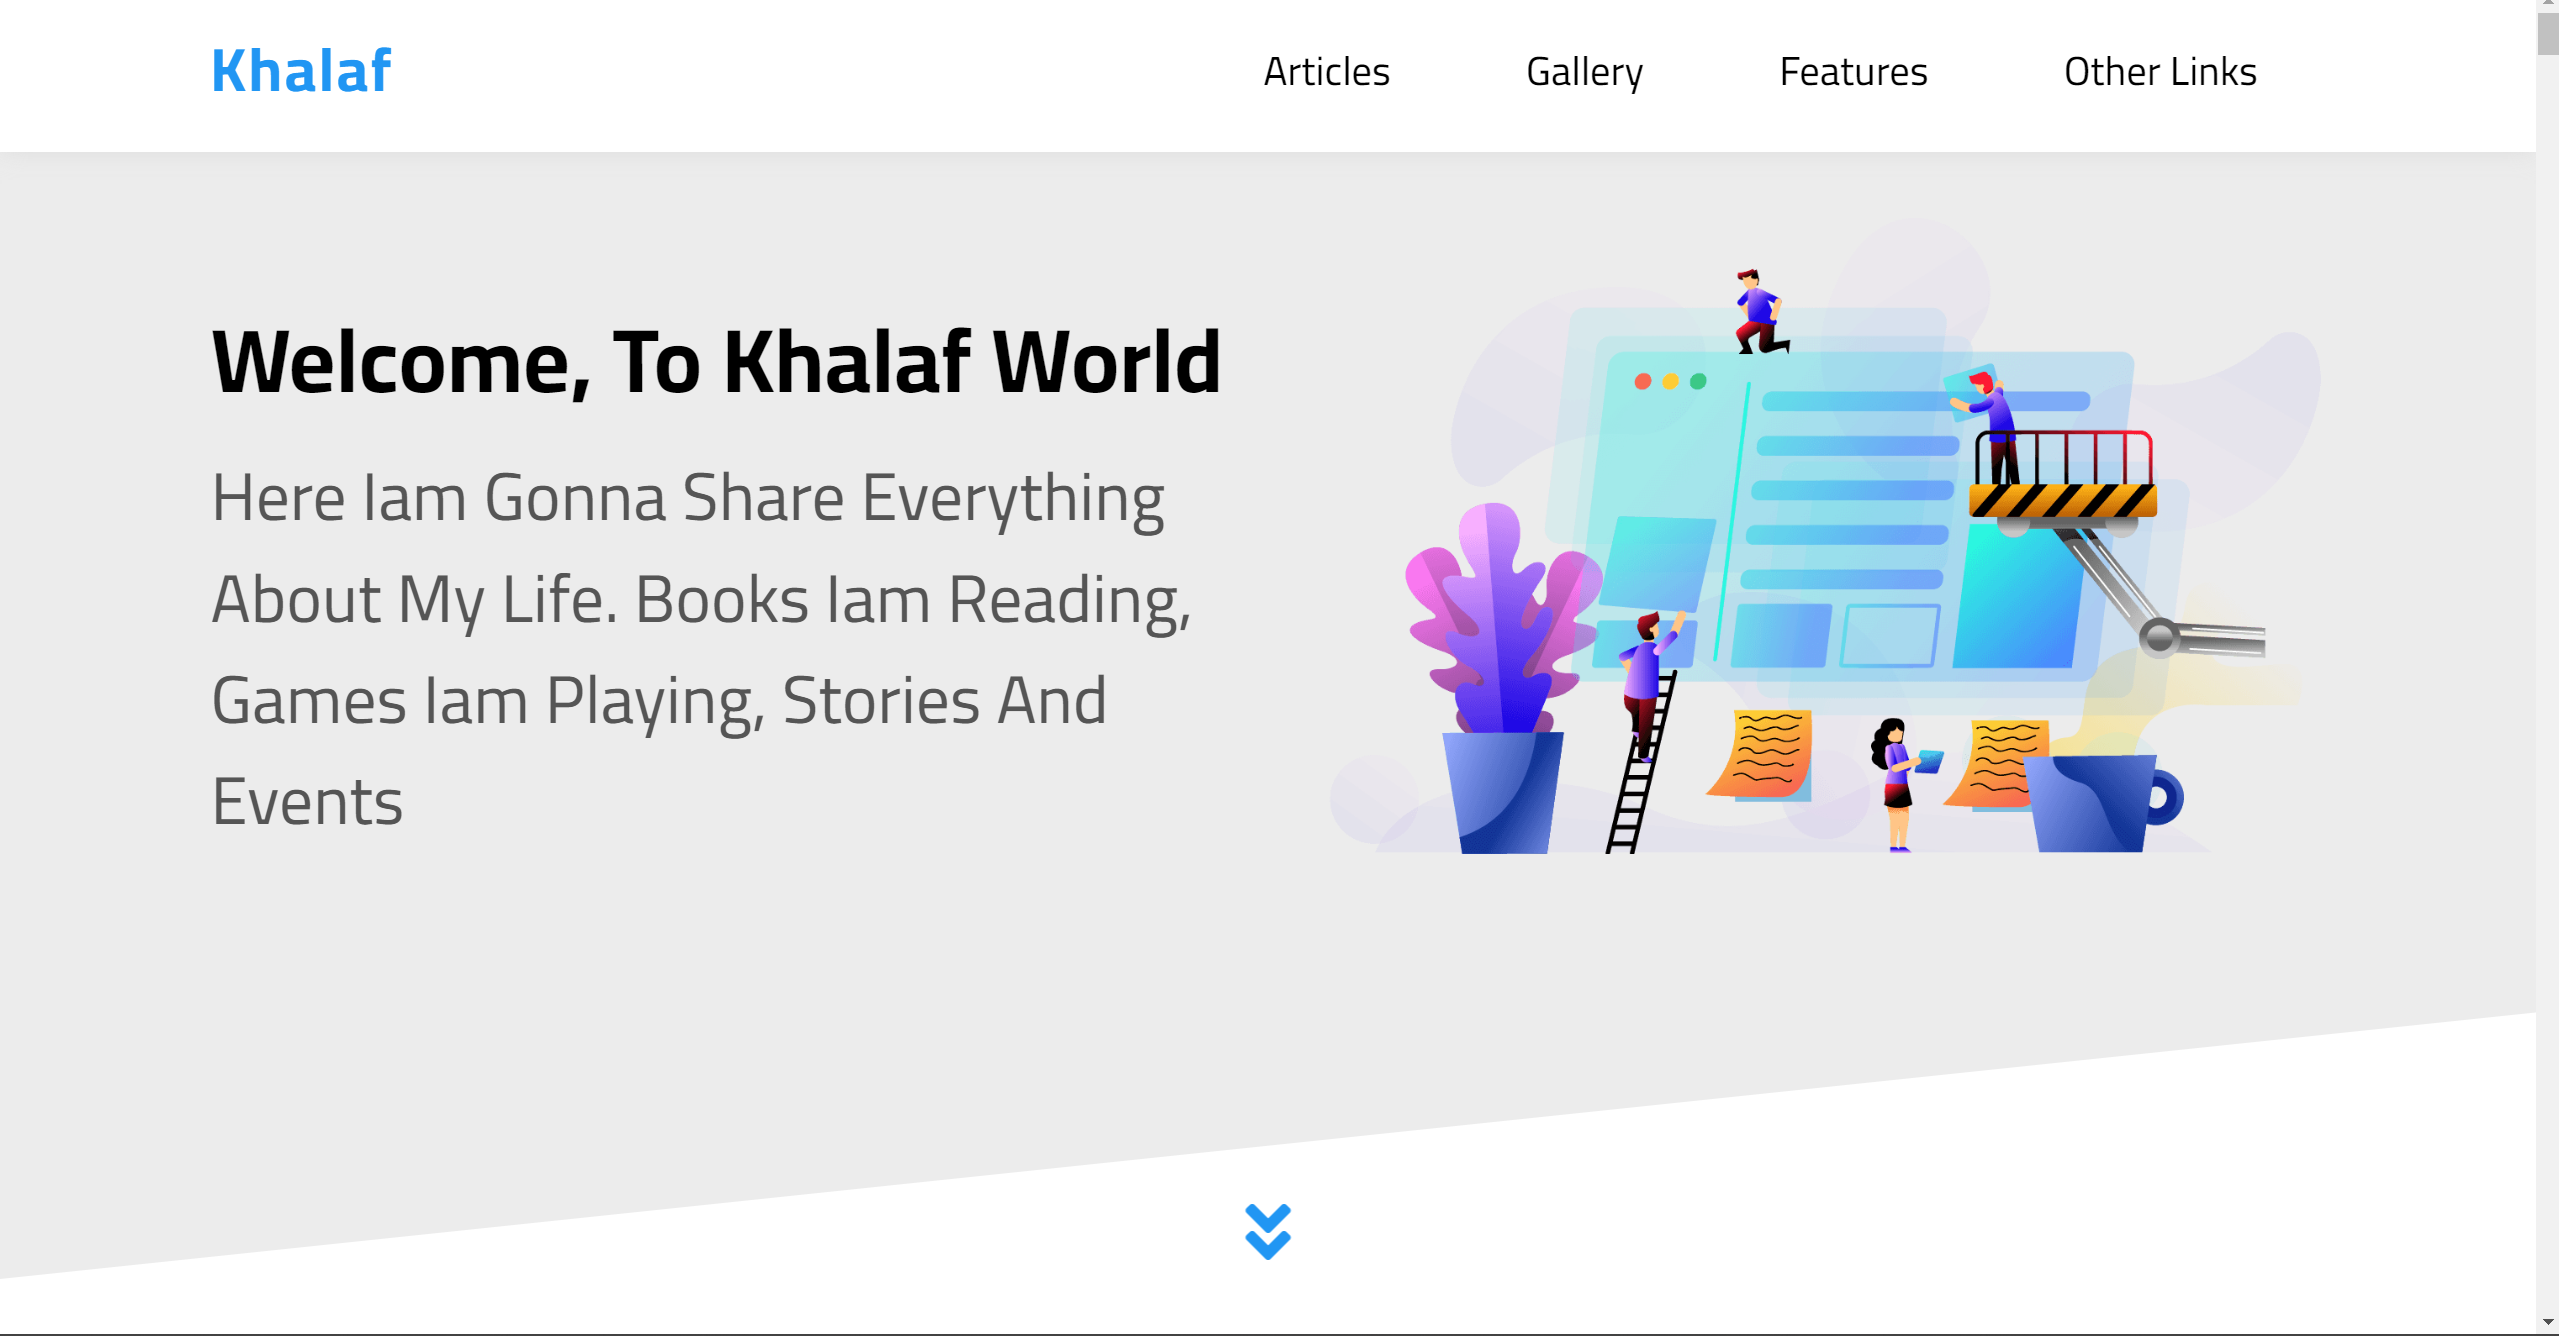 Khalaf
Articles
Gallery
Features
Other Links
Welcome, To Khalaf World
Here Iam Gonna Share Everything
About My Life. Books Iam Reading,
Games Iam Playing, Stories And
Events